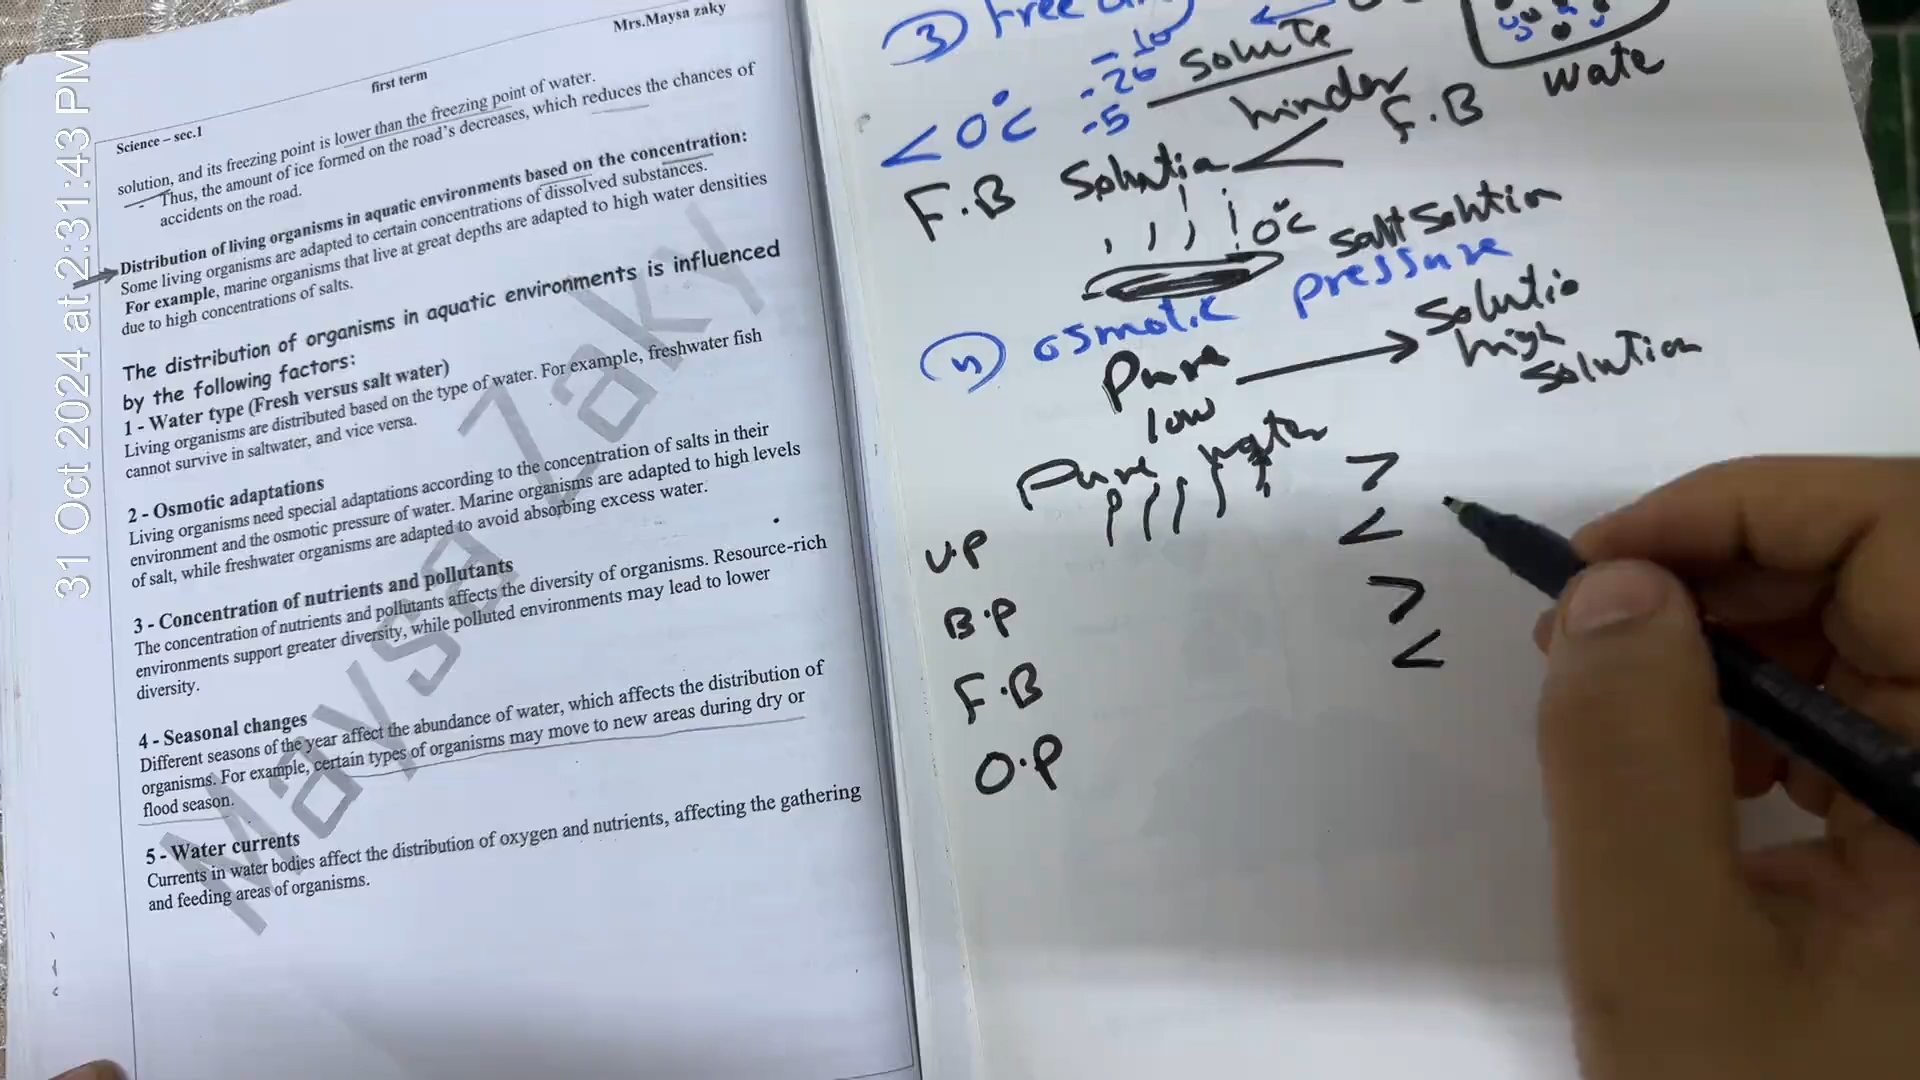 31 Oct 2024 at 2:31:43 PM
Mrs.Maysa zaky
first term
Science – sec.1
solution, and its freezing point is lower than the freezing point of water.
- Thus, the amount of ice formed on the road's decreases, which reduces the chances of
accidents on the road.
Distribution of living organisms in aquatic environments based on the concentration:
Some living organisms are adapted to certain concentrations of dissolved substances.
For example, marine organisms that live at great depths are adapted to high water densities
due to high concentrations of salts.
The distribution of organisms in aquatic environments is influenced
by the following factors:
1 - Water type (Fresh versus salt water)
Living organisms are distributed based on the type of water. For example, freshwater fish
cannot survive in saltwater, and vice versa.
2 - Osmotic adaptations
Living organisms need special adaptations according to the concentration of salts in their
environment and the osmotic pressure of water. Marine organisms are adapted to high levels
of salt, while freshwater organisms are adapted to avoid absorbing excess water.
3 - Concentration of nutrients and pollutants
The concentration of nutrients and pollutants affects the diversity of organisms. Resource-rich
environments support greater diversity, while polluted environments may lead to lower
diversity.
4 - Seasonal changes
Different seasons of the year affect the abundance of water, which affects the distribution of
organisms. For example, certain types of organisms may move to new areas during dry or
flood season.
5 - Water currents
Currents in water bodies affect the distribution of oxygen and nutrients, affecting the gathering
and feeding areas of organisms.
Maysa Zaky
3
-10
-20
-5
solute
hinder
wate
< 0°C
F.B Solutin < F.B
0°C Salt Solution
osmotic pressure
Pure → Solutio
low high
Solution
Pure water >
V.P <
B.P >
F.B <
O.P